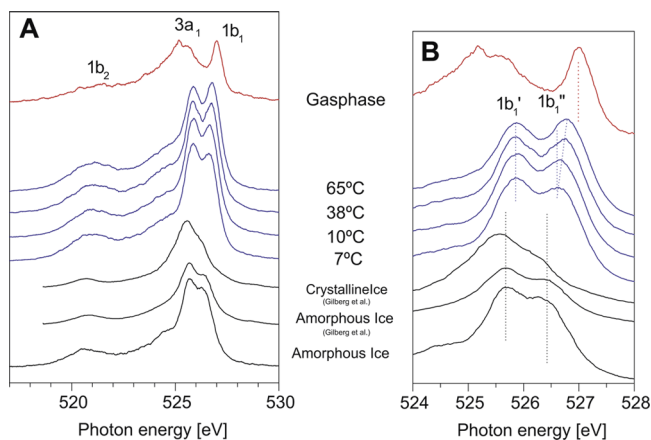 A
3a1
1b1
1b2
B
1b1'
1b1"
Gasphase
65ºC
38ºC
10ºC
7ºC
CrystallineIce
(Gilberg et al.)
Amorphous Ice
(Gilberg et al.)
Amorphous Ice
520 525 530
Photon energy [eV]
524 525 526 527 528
Photon energy [eV]